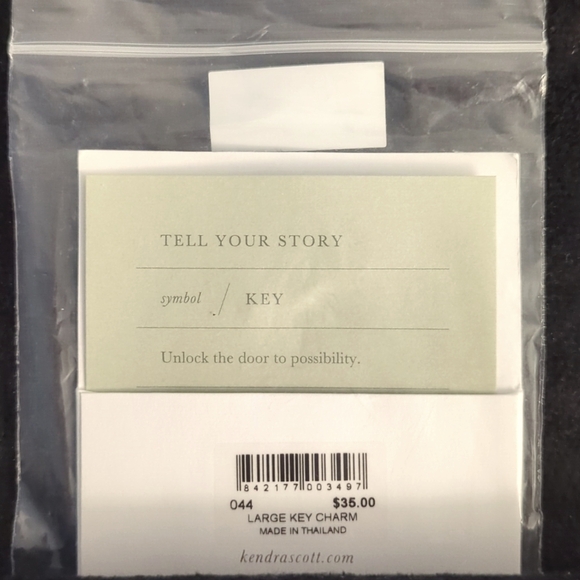 TELL YOUR STORY
symbol / KEY
Unlock the door to possibility.
842177003497
044 $35.00
LARGE KEY CHARM
MADE IN THAILAND
kendrascott.com